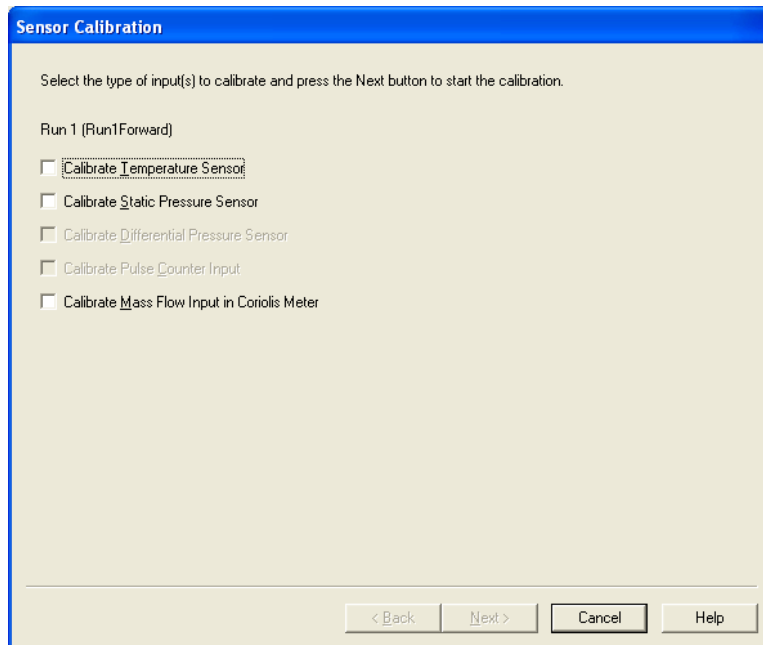 Sensor Calibration
Select the type of input(s) to calibrate and press the Next button to start the calibration.
Run 1 (Run1Forward)
Calibrate Temperature Sensor
Calibrate Static Pressure Sensor
Calibrate Differential Pressure Sensor
Calibrate Pulse Counter Input
Calibrate Mass Flow Input in Coriolis Meter
< Back Next > Cancel Help